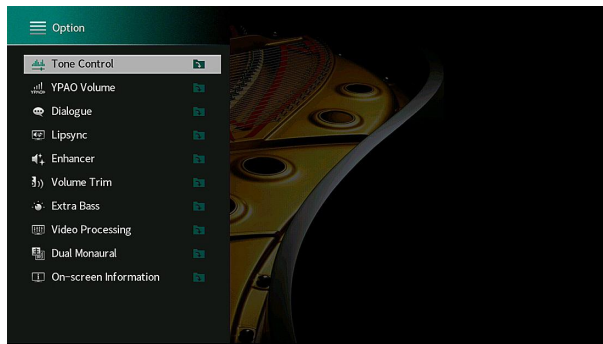 Option
Tone Control
YPAO Volume
Dialogue
Lipsync
Enhancer
Volume Trim
Extra Bass
Video Processing
Dual Monaural
On-screen Information